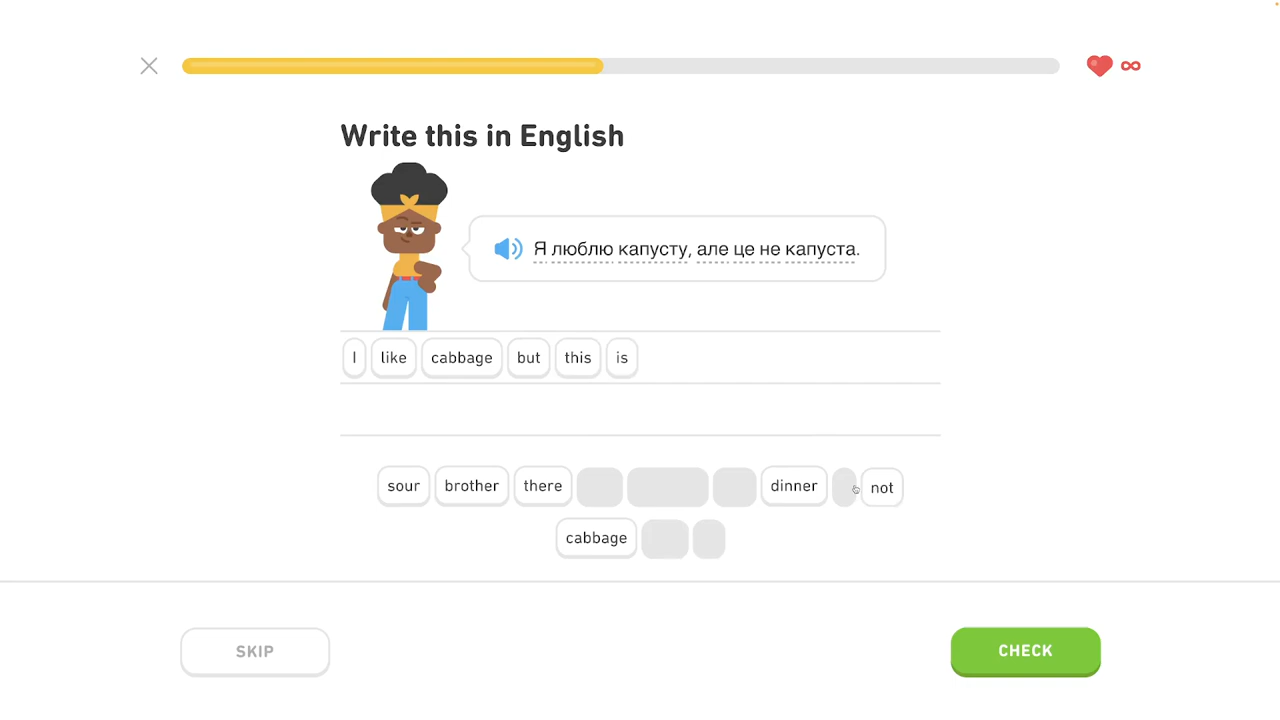 Write this in English
Я люблю капусту, але це не капуста.
I like cabbage but this is
sour brother there dinner not
cabbage
SKIP CHECK